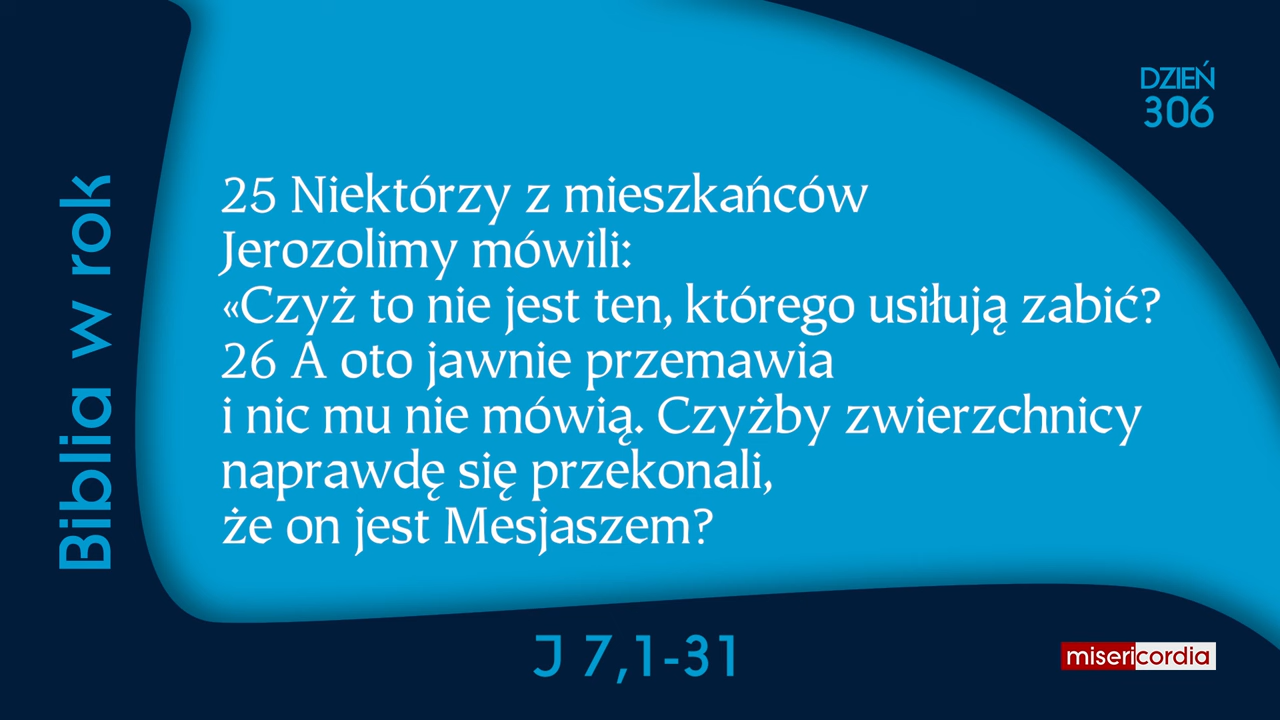 DZIEŃ
306
Biblia w rok
25 Niektórzy z mieszkańców
Jerozolimy mówili:
«Czyż to nie jest ten, którego usiłują zabić?
26 A oto jawnie przemawia
i nic mu nie mówią. Czyżby zwierzchnicy
naprawdę się przekonali,
że on jest Mesjaszem?
J 7,1-31
misericordia